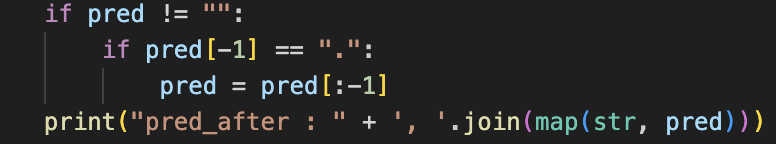 if pred != "":
if pred[-1] == ".":
pred = pred[:-1]
print("pred_after : " + ', '.join(map(str, pred)))